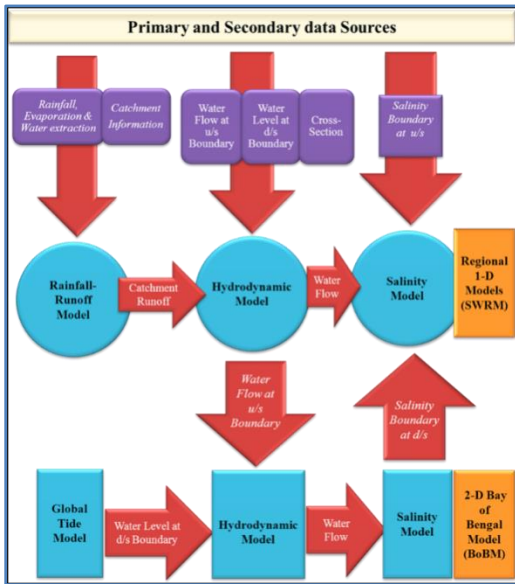 Primary and Secondary data Sources
Rainfall,
Evaporation &
Water extraction
Catchment
Information
Water
Flow at
u/s
Boundary
Water
Level at
d/s
Boundary
Cross-
Section
Salinity
Boundary
at u/s
Rainfall-
Runoff
Model
Catchment
Runoff
Hydrodynamic
Model
Water
Flow
Salinity
Model
Regional
1-D
Models
(SWRM)
Water
Flow at
u/s
Boundary
Salinity
Boundary
at d/s
Global
Tide
Model
Water Level at
d/s Boundary
Hydrodynamic
Model
Water
Flow
Salinity
Model
2-D Bay
of
Bengal
Model
(BoBM)